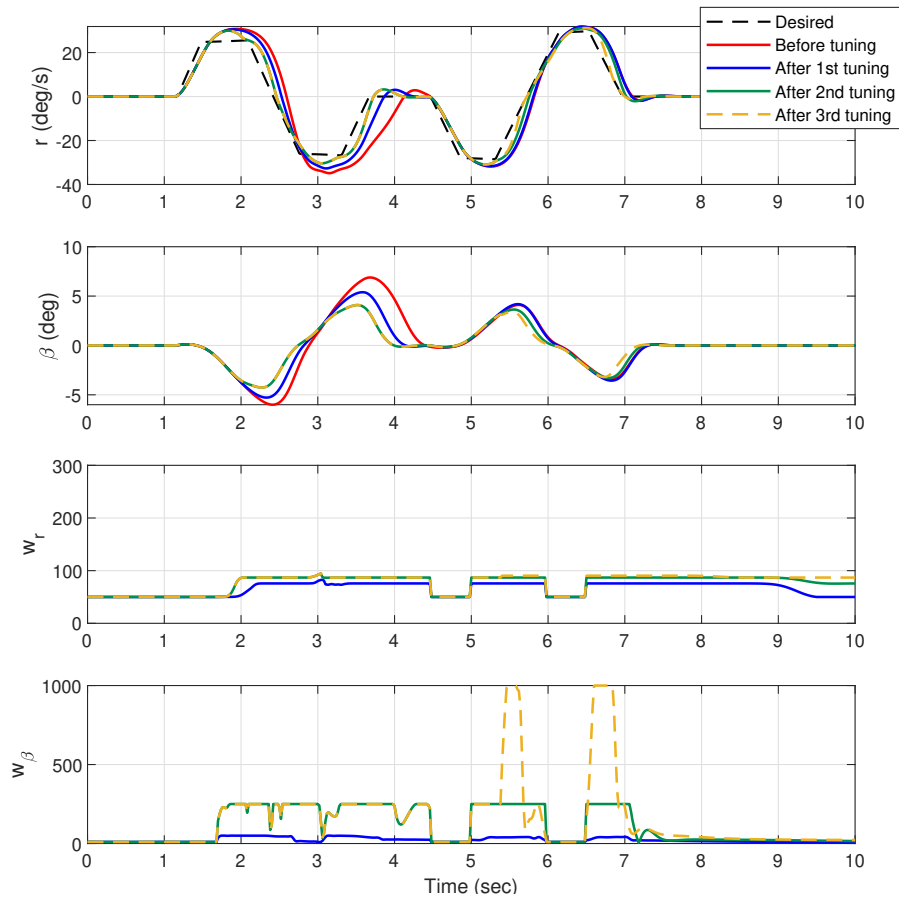 Desired
Before tuning
After 1st tuning
After 2nd tuning
After 3rd tuning
r (deg/s)
20
0
-20
-40
0 1 2 3 4 5 6 7 8 9 10
β (deg)
10
5
0
-5
0 1 2 3 4 5 6 7 8 9 10
w_r
300
200
100
0
0 1 2 3 4 5 6 7 8 9 10
w_β
1000
500
0
0 1 2 3 4 5 6 7 8 9 10
Time (sec)